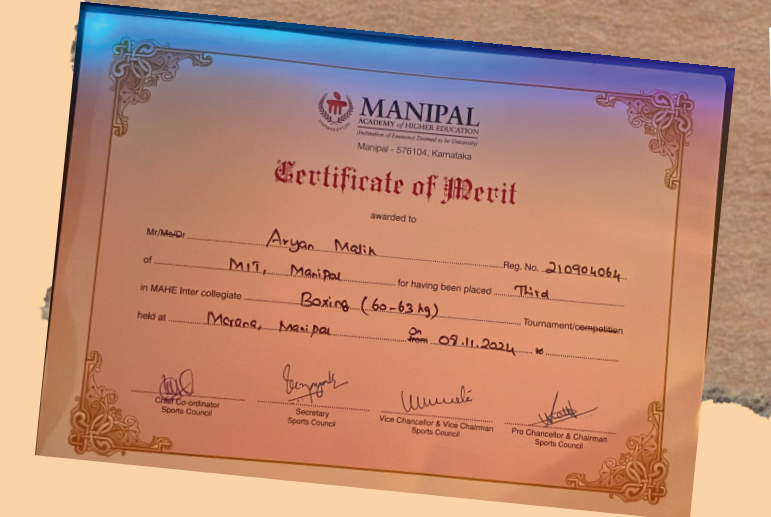 MANIPAL
ACADEMY of HIGHER EDUCATION
(Institution of Eminence Deemed to be University)
Manipal - 576104, Karnataka
Certificate of Merit
awarded to
Mr/Ms/Dr Aryan Malik Reg. No. 210904064
of MIT, Manipal for having been placed Third
in MAHE Inter collegiate Boxing (60-63 kg) Tournament/competition
held at Marena, Manipal from On 09.11.2024 to
Chief Co-ordinator
Sports Council
Secretary
Sports Council
Vice Chancellor & Vice Chairman
Sports Council
Pro Chancellor & Chairman
Sports Council